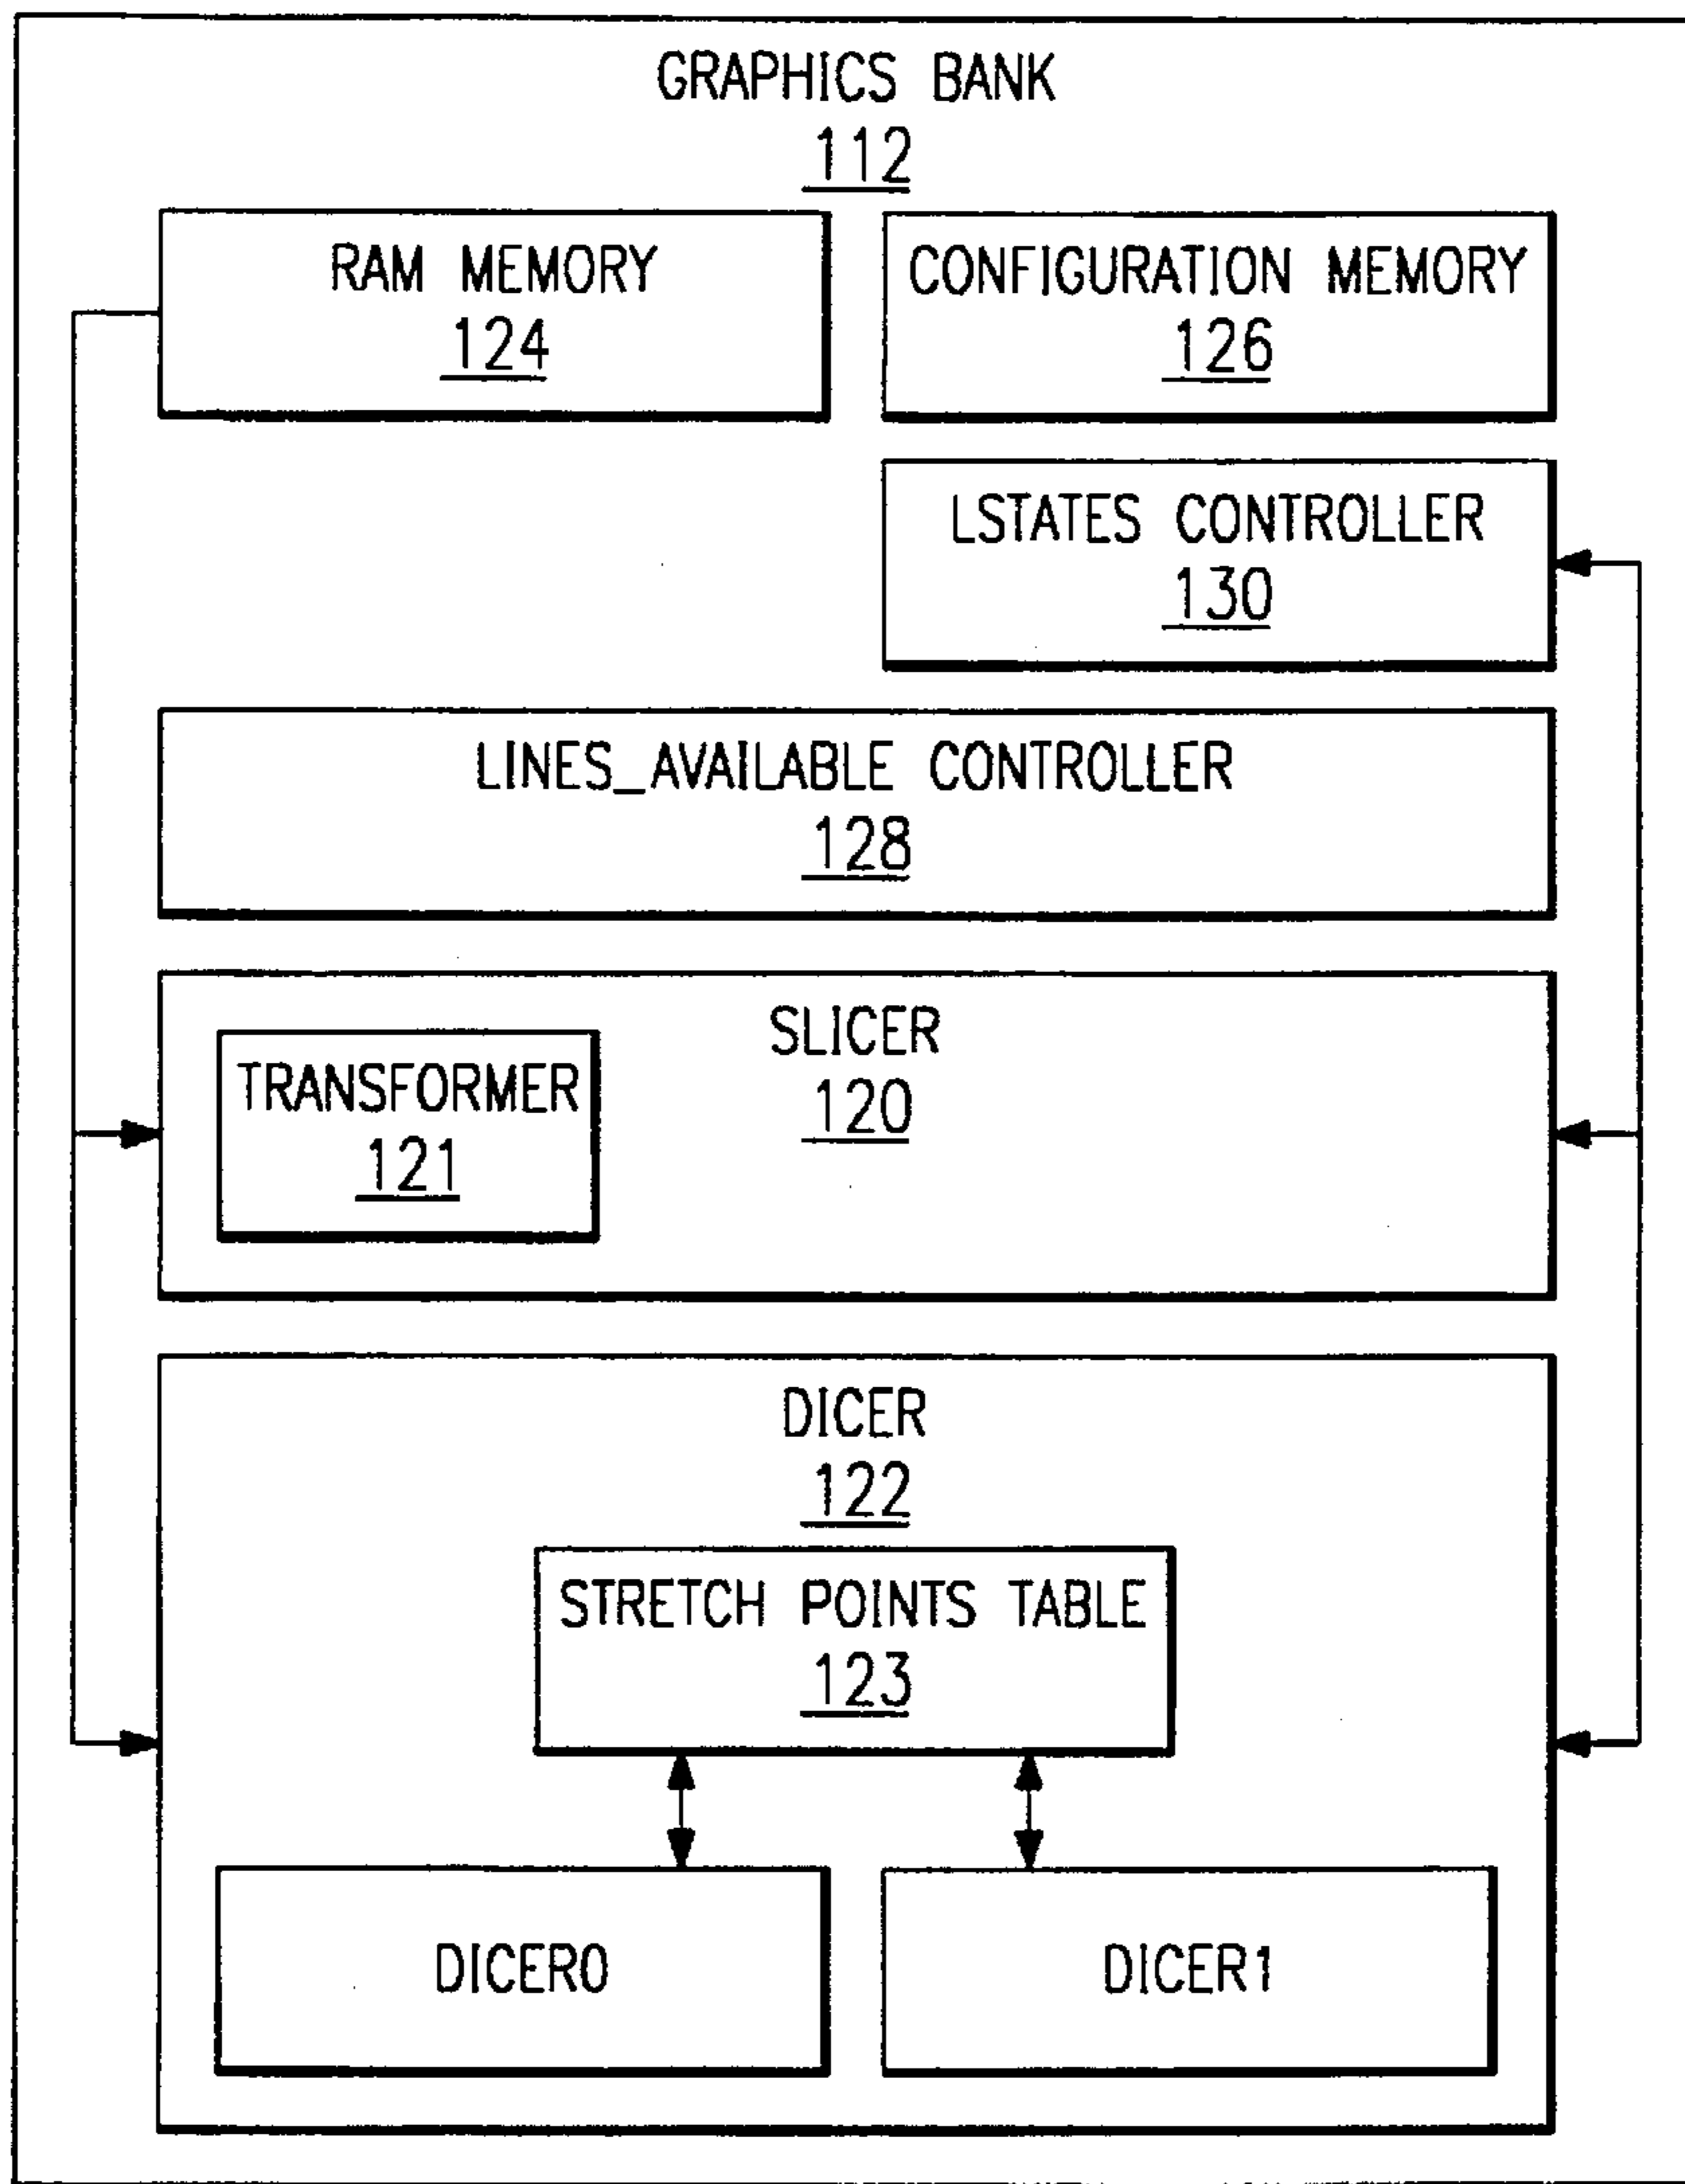 GRAPHICS BANK
112
RAM MEMORY
124
CONFIGURATION MEMORY
126
LSTATES CONTROLLER
130
LINES_AVAILABLE CONTROLLER
128
SLICER
120
TRANSFORMER
121
DICER
122
STRETCH POINTS TABLE
123
DICER0
DICER1